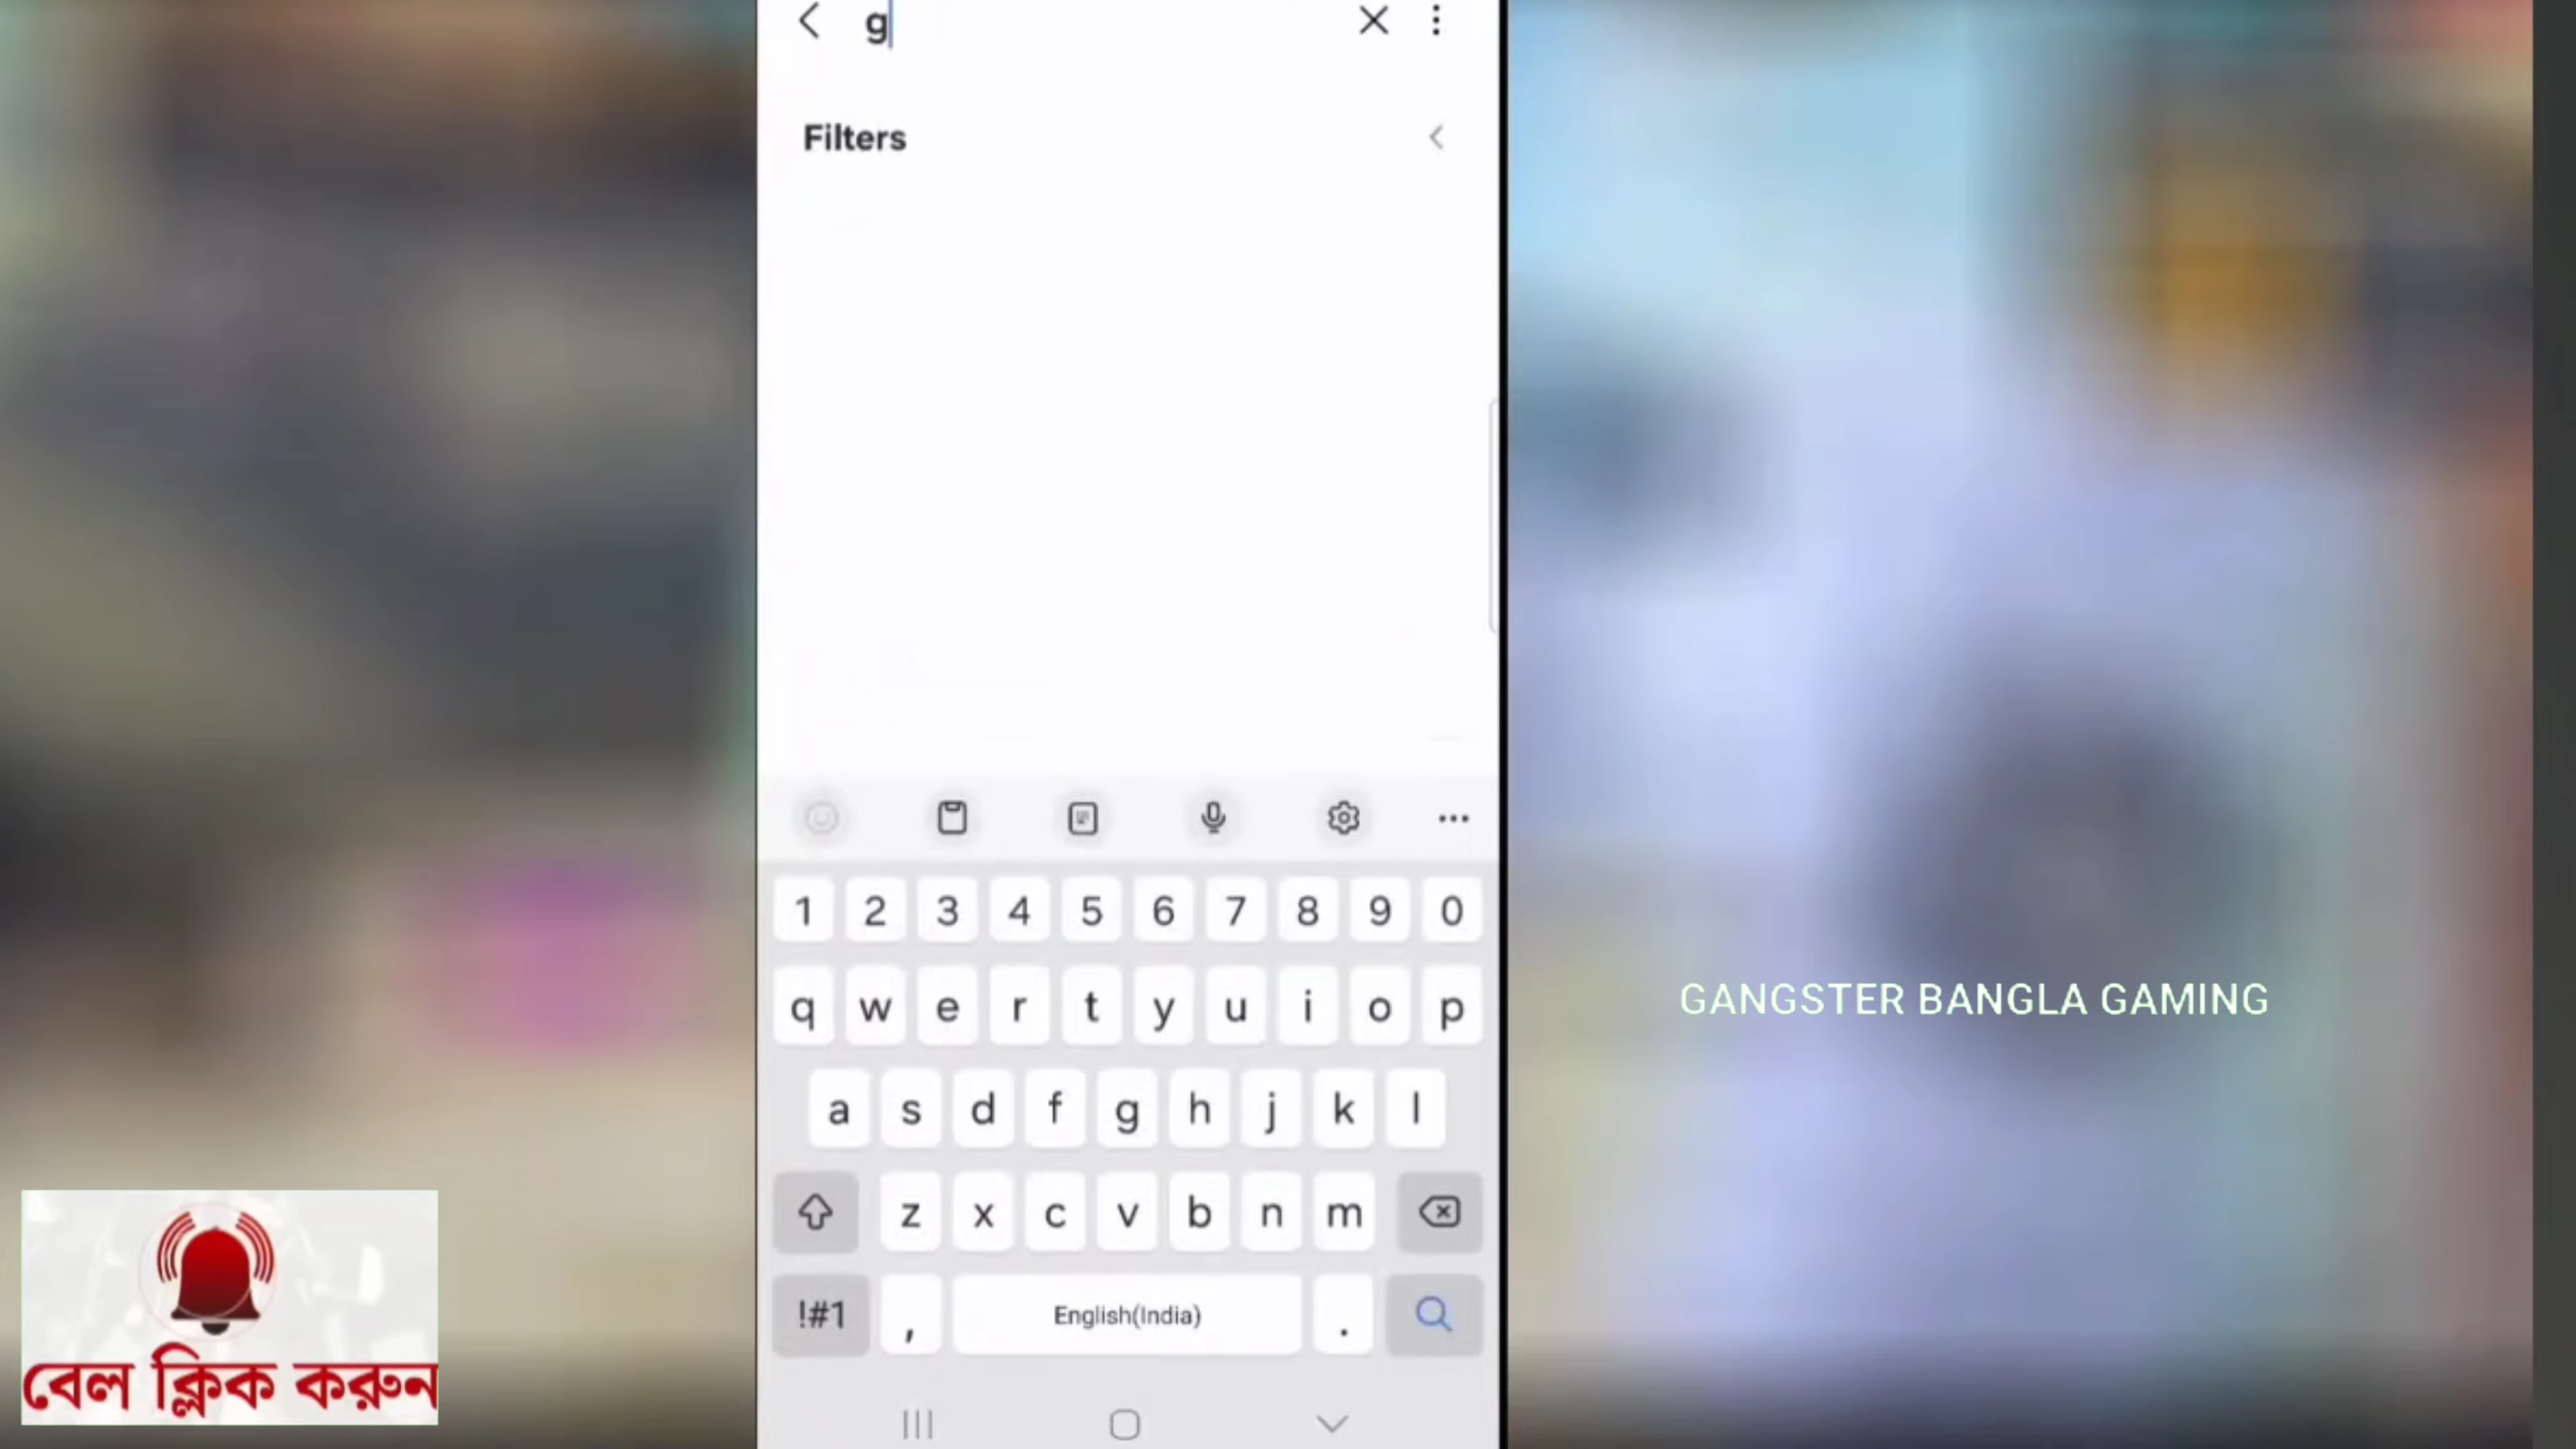 g
Filters
1 2 3 4 5 6 7 8 9 0
q w e r t y u i o p
a s d f g h j k l
z x c v b n m
!#1 , English(India) .
GANGSTER BANGLA GAMING
বেল ক্লিক করুন